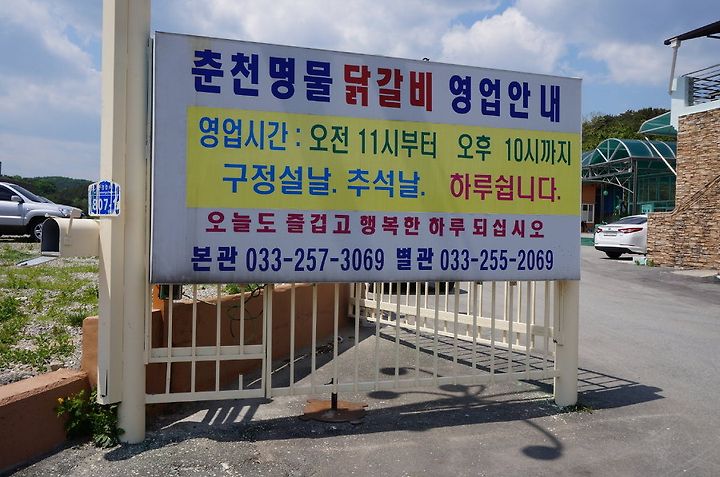 춘천명물 닭갈비 영업안내
영업시간 : 오전 11시부터 오후 10시까지
구정설날. 추석날. 하루쉽니다.
오늘도 즐겁고 행복한 하루 되십시오
본관 033-257-3069 별관 033-255-2069